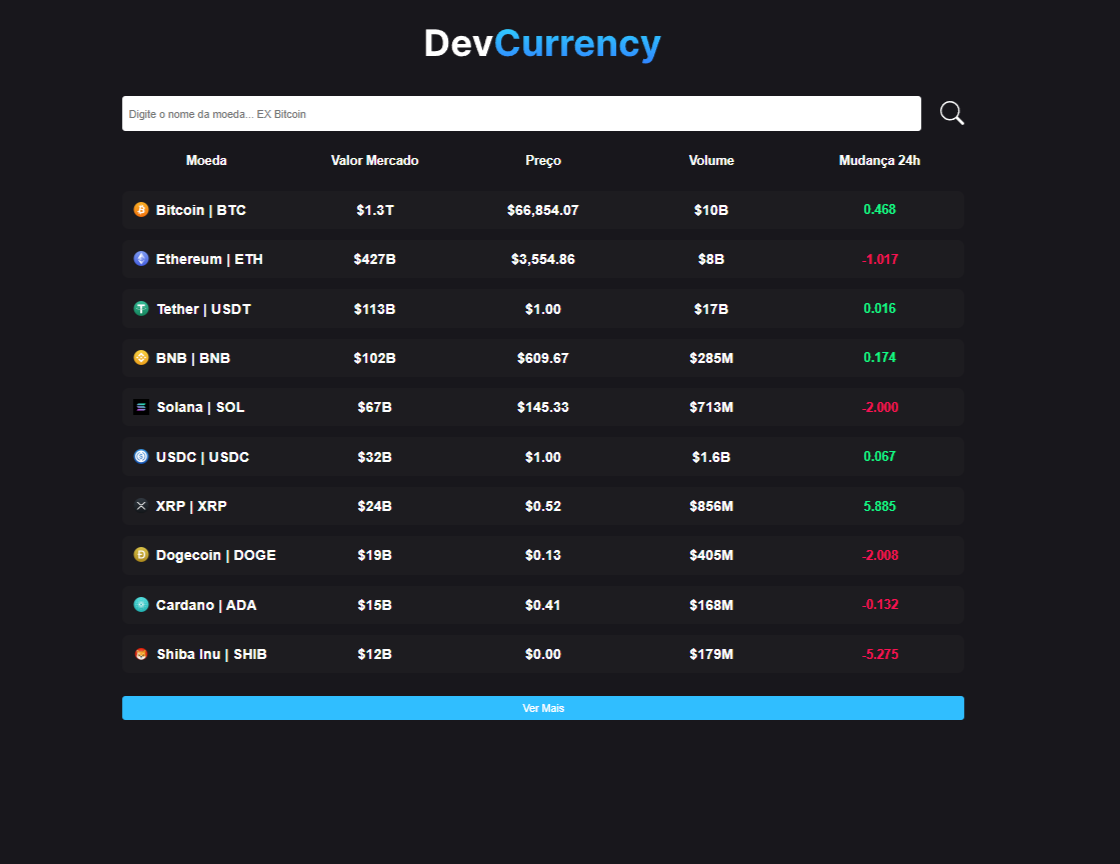 DevCurrency
Digite o nome da moeda... EX Bitcoin
Moeda Valor Mercado Preço Volume Mudança 24h
Bitcoin | BTC $1.3T $66,854.07 $10B 0.468
Ethereum | ETH $427B $3,554.86 $8B -1.017
Tether | USDT $113B $1.00 $17B 0.016
BNB | BNB $102B $609.67 $285M 0.174
Solana | SOL $67B $145.33 $713M -2.000
USDC | USDC $32B $1.00 $1.6B 0.067
XRP | XRP $24B $0.52 $856M 5.885
Dogecoin | DOGE $19B $0.13 $405M -2.008
Cardano | ADA $15B $0.41 $168M -0.132
Shiba Inu | SHIB $12B $0.00 $179M -5.275
Ver Mais